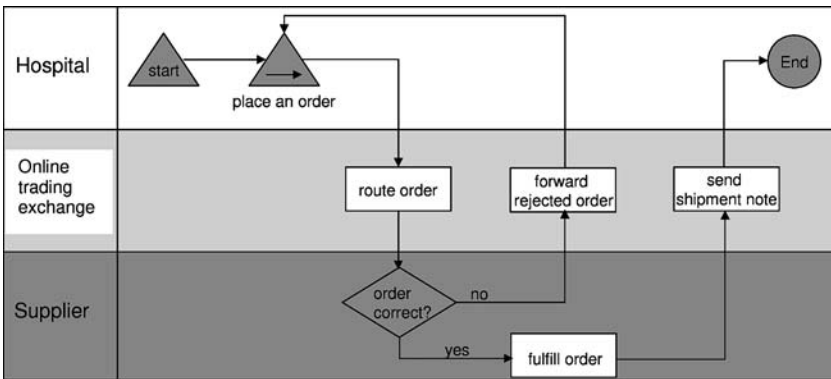 Hospital
start
place an order
End
Online
trading
exchange
route order
forward
rejected order
send
shipment note
Supplier
order
correct?
no
yes
fulfill order